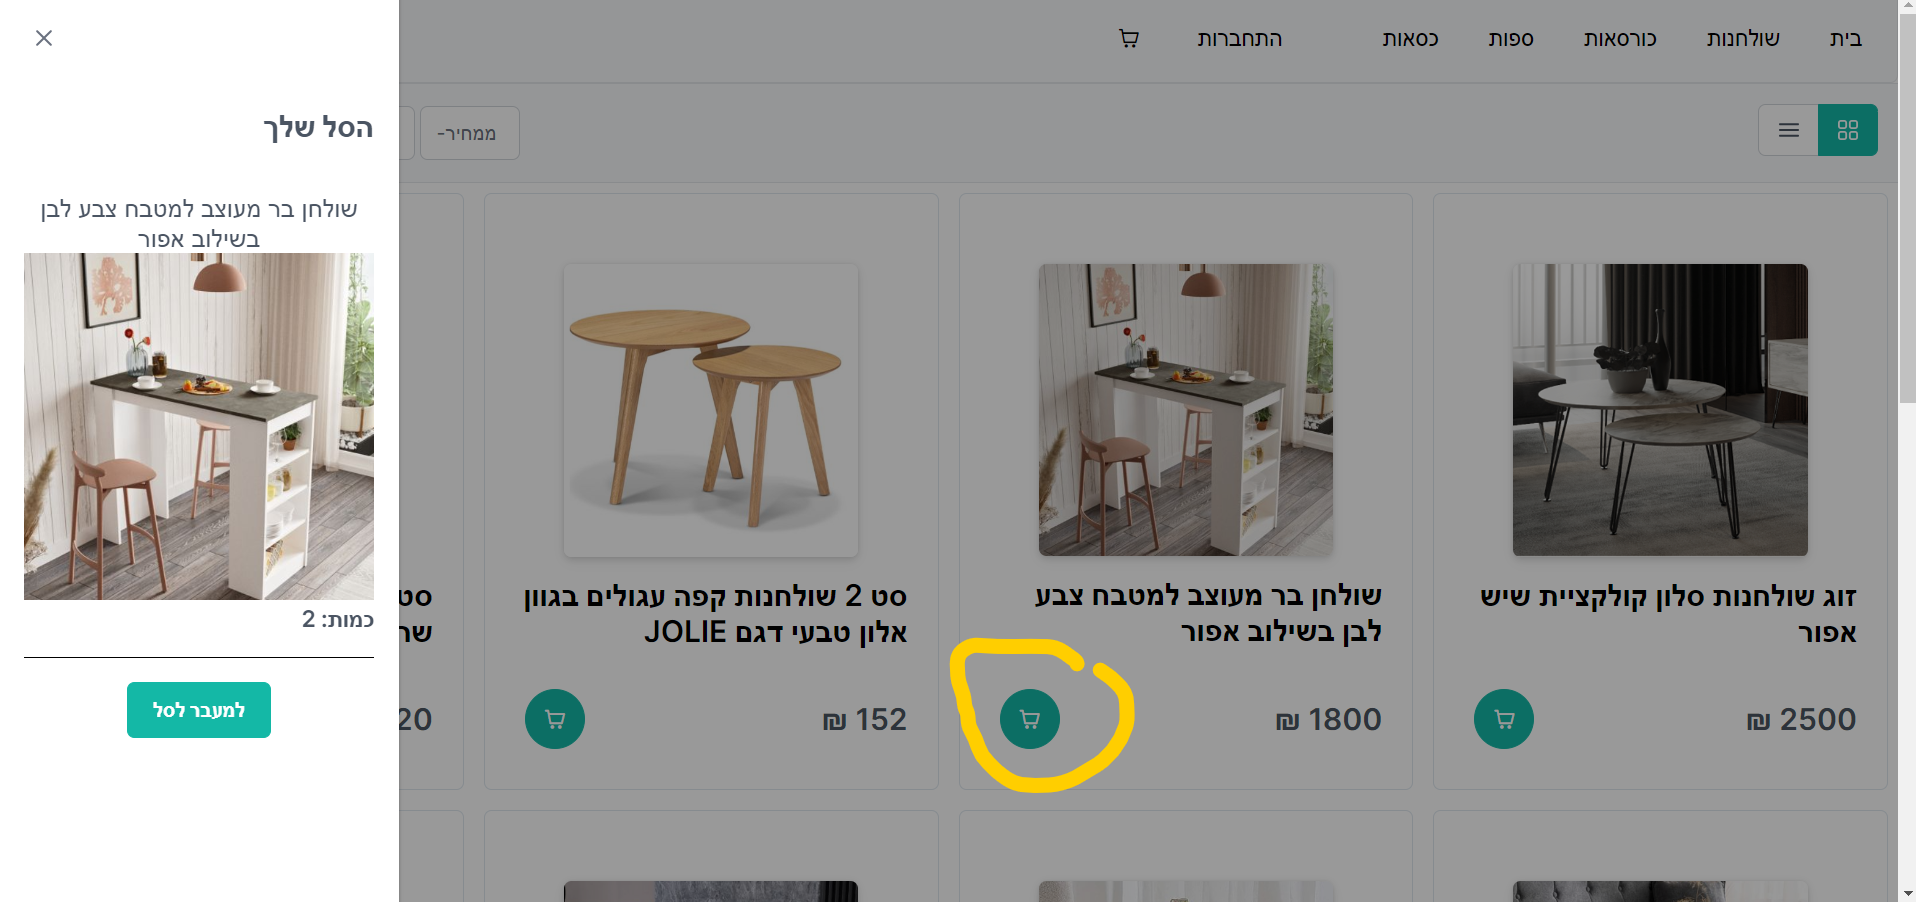 בית
שולחנות
כורסאות
ספות
כסאות
התחברות
ממחיר-
הסל שלך
שולחן בר מעוצב למטבח צבע לבן
בשילוב אפור
כמות: 2
למעבר לסל
זוג שולחנות סלון קולקציית שיש
אפור
2500 ₪
שולחן בר מעוצב למטבח צבע
לבן בשילוב אפור
1800 ₪
סט 2 שולחנות קפה עגולים בגוון
אלון טבעי דגם JOLIE
152 ₪
סט